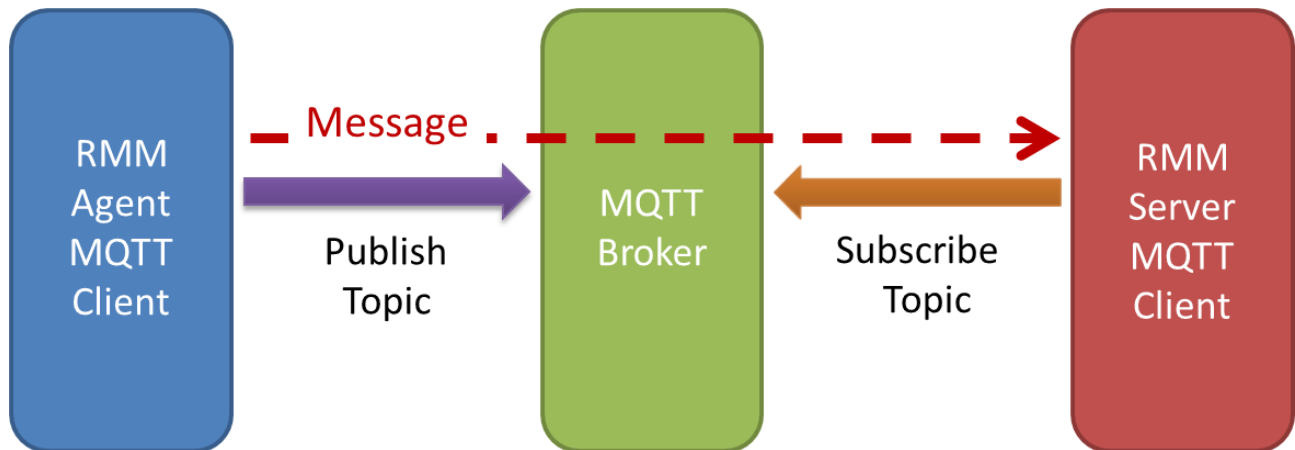 RMM
Agent
MQTT
Client
Message
Publish
Topic
MQTT
Broker
Subscribe
Topic
RMM
Server
MQTT
Client